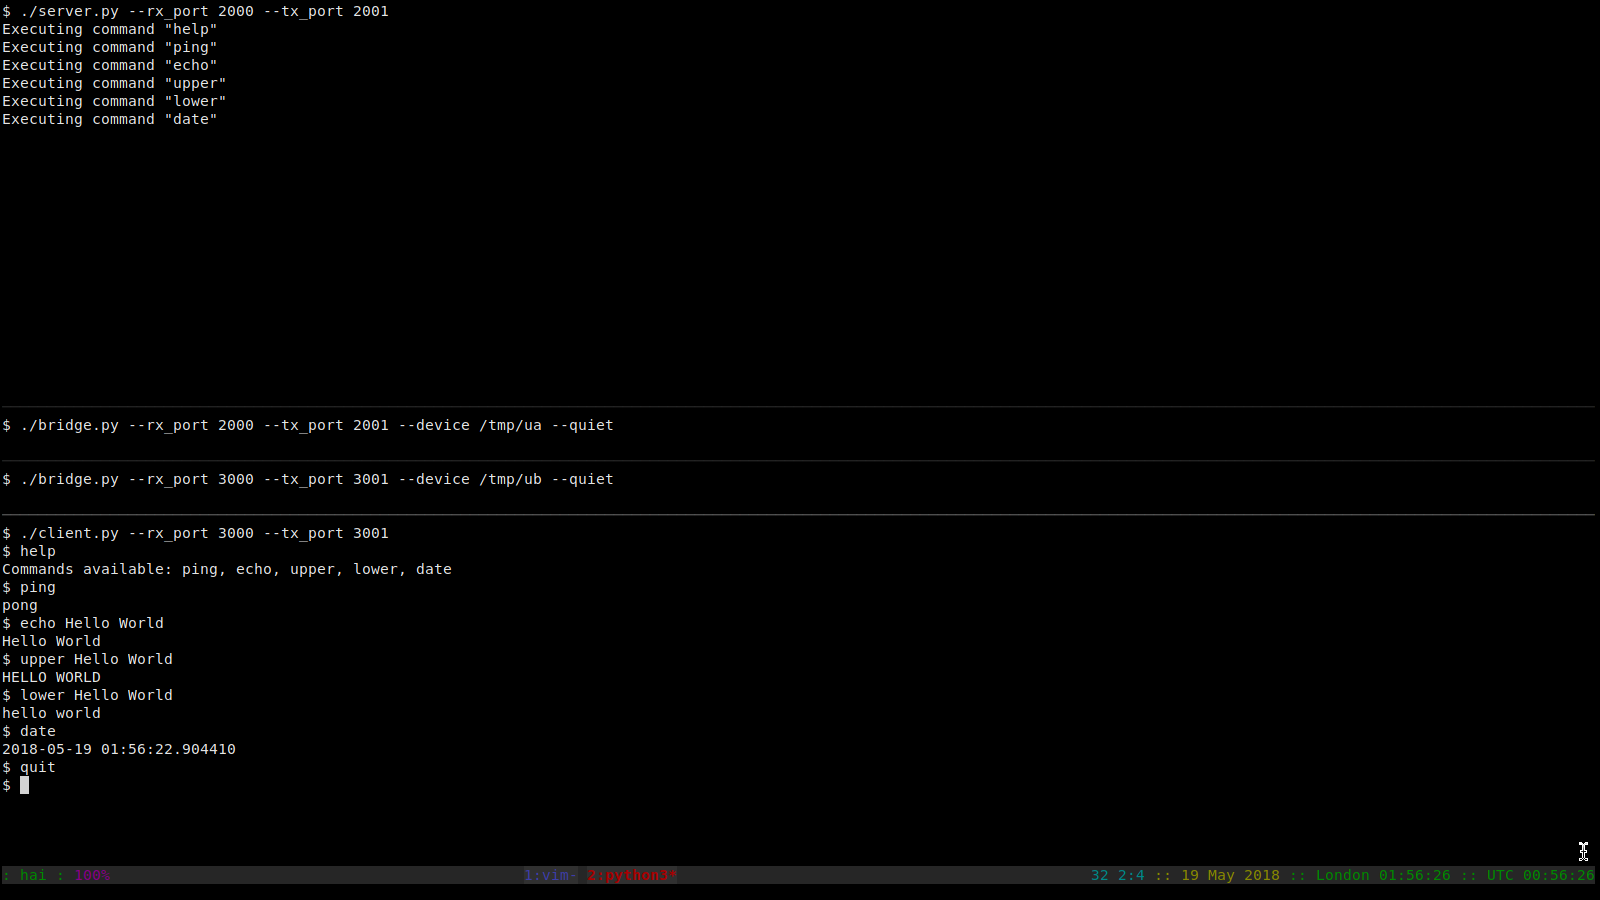 $ ./server.py --rx_port 2000 --tx_port 2001
Executing command "help"
Executing command "ping"
Executing command "echo"
Executing command "upper"
Executing command "lower"
Executing command "date"
$ ./bridge.py --rx_port 2000 --tx_port 2001 --device /tmp/ua --quiet
$ ./bridge.py --rx_port 3000 --tx_port 3001 --device /tmp/ub --quiet
$ ./client.py --rx_port 3000 --tx_port 3001
$ help
Commands available: ping, echo, upper, lower, date
$ ping
pong
$ echo Hello World
Hello World
$ upper Hello World
HELLO WORLD
$ lower Hello World
hello world
$ date
2018-05-19 01:56:22.904410
$ quit
$
: hai : 100% 1:vim- 2:python3* 32 2:4 :: 19 May 2018 :: London 01:56:26 :: UTC 00:56:26